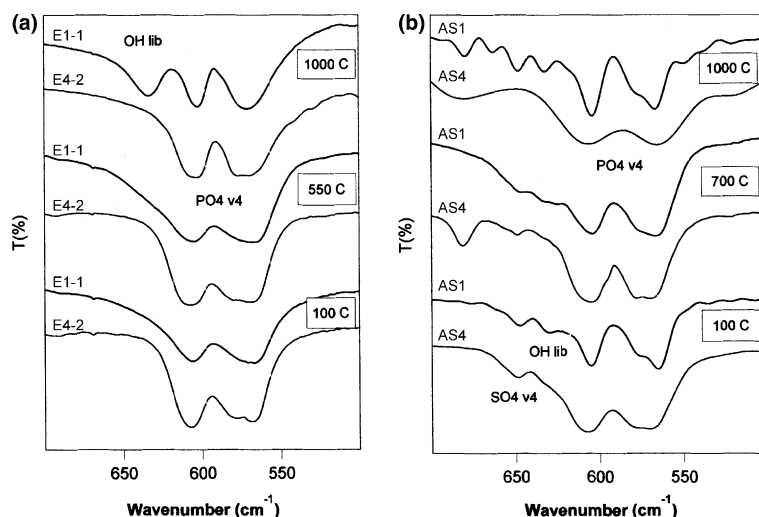 (a)
E1-1
OH lib
1000 C
E4-2
E1-1
550 C
PO4 v4
E4-2
E1-1
100 C
E4-2
T(%)
650 600 550
Wavenumber (cm-1)
(b)
AS1
1000 C
AS4
AS1
PO4 v4
700 C
AS4
AS1
100 C
AS4
OH lib
SO4 v4
T(%)
650 600 550
Wavenumber (cm-1)